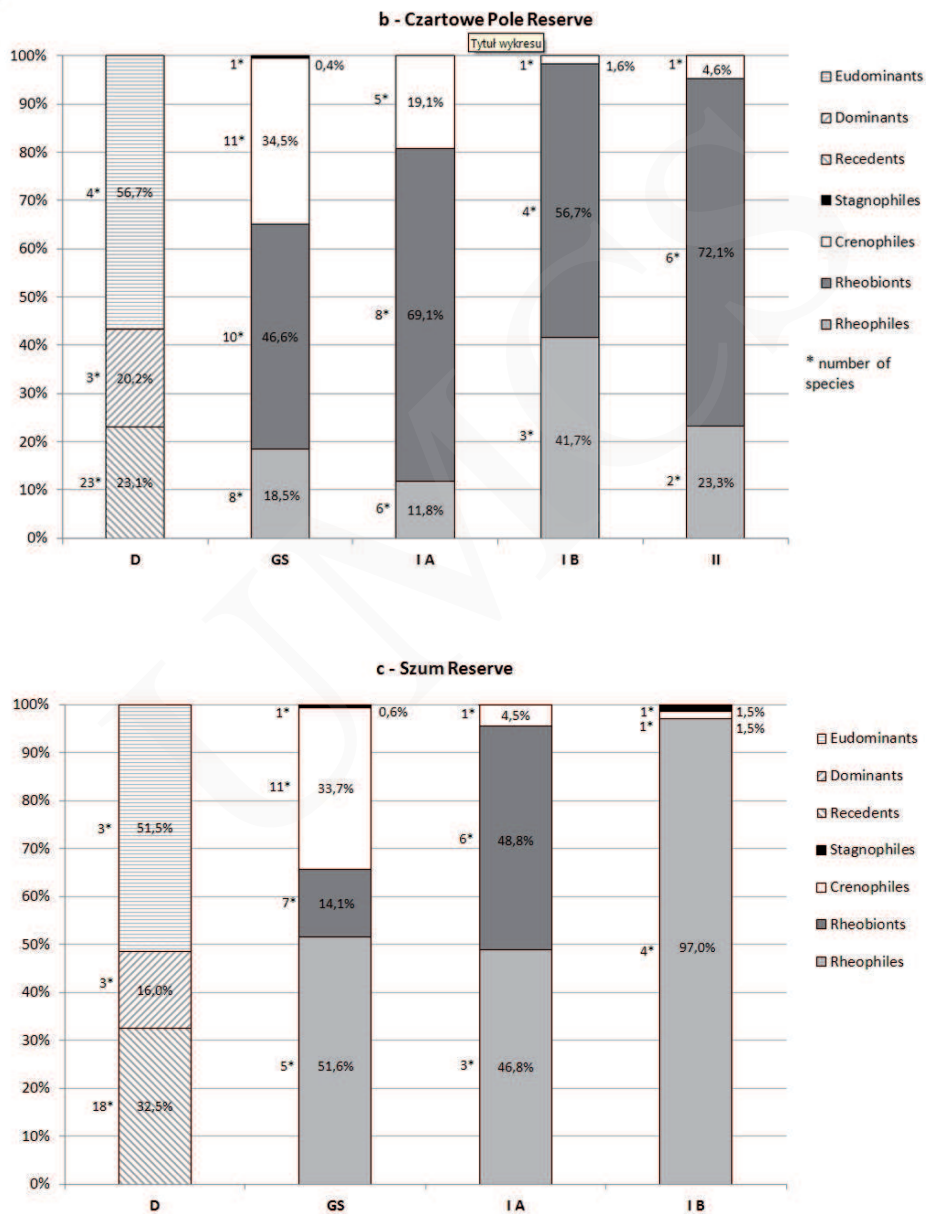 b - Czartowe Pole Reserve
Tytuł wykresu
100%
90%
80%
70%
60%
50%
40%
30%
20%
10%
0%
4* 56,7%
3* 20,2%
23* 23,1%
1* 0,4%
11* 34,5%
10* 46,6%
8* 18,5%
5* 19,1%
8* 69,1%
6* 11,8%
1* 1,6%
4* 56,7%
3* 41,7%
1* 4,6%
6* 72,1%
2* 23,3%
D GS I A I B II
Eudominants
Dominants
Recedents
Stagnophiles
Crenophiles
Rheobionts
Rheophiles
* number of
species
UMCS
c - Szum Reserve
100%
90%
80%
70%
60%
50%
40%
30%
20%
10%
0%
3* 51,5%
3* 16,0%
18* 32,5%
1* 0,6%
11* 33,7%
7* 14,1%
5* 51,6%
1* 4,5%
6* 48,8%
3* 46,8%
1* 1,5%
1* 1,5%
4* 97,0%
D GS I A I B
Eudominants
Dominants
Recedents
Stagnophiles
Crenophiles
Rheobionts
Rheophiles